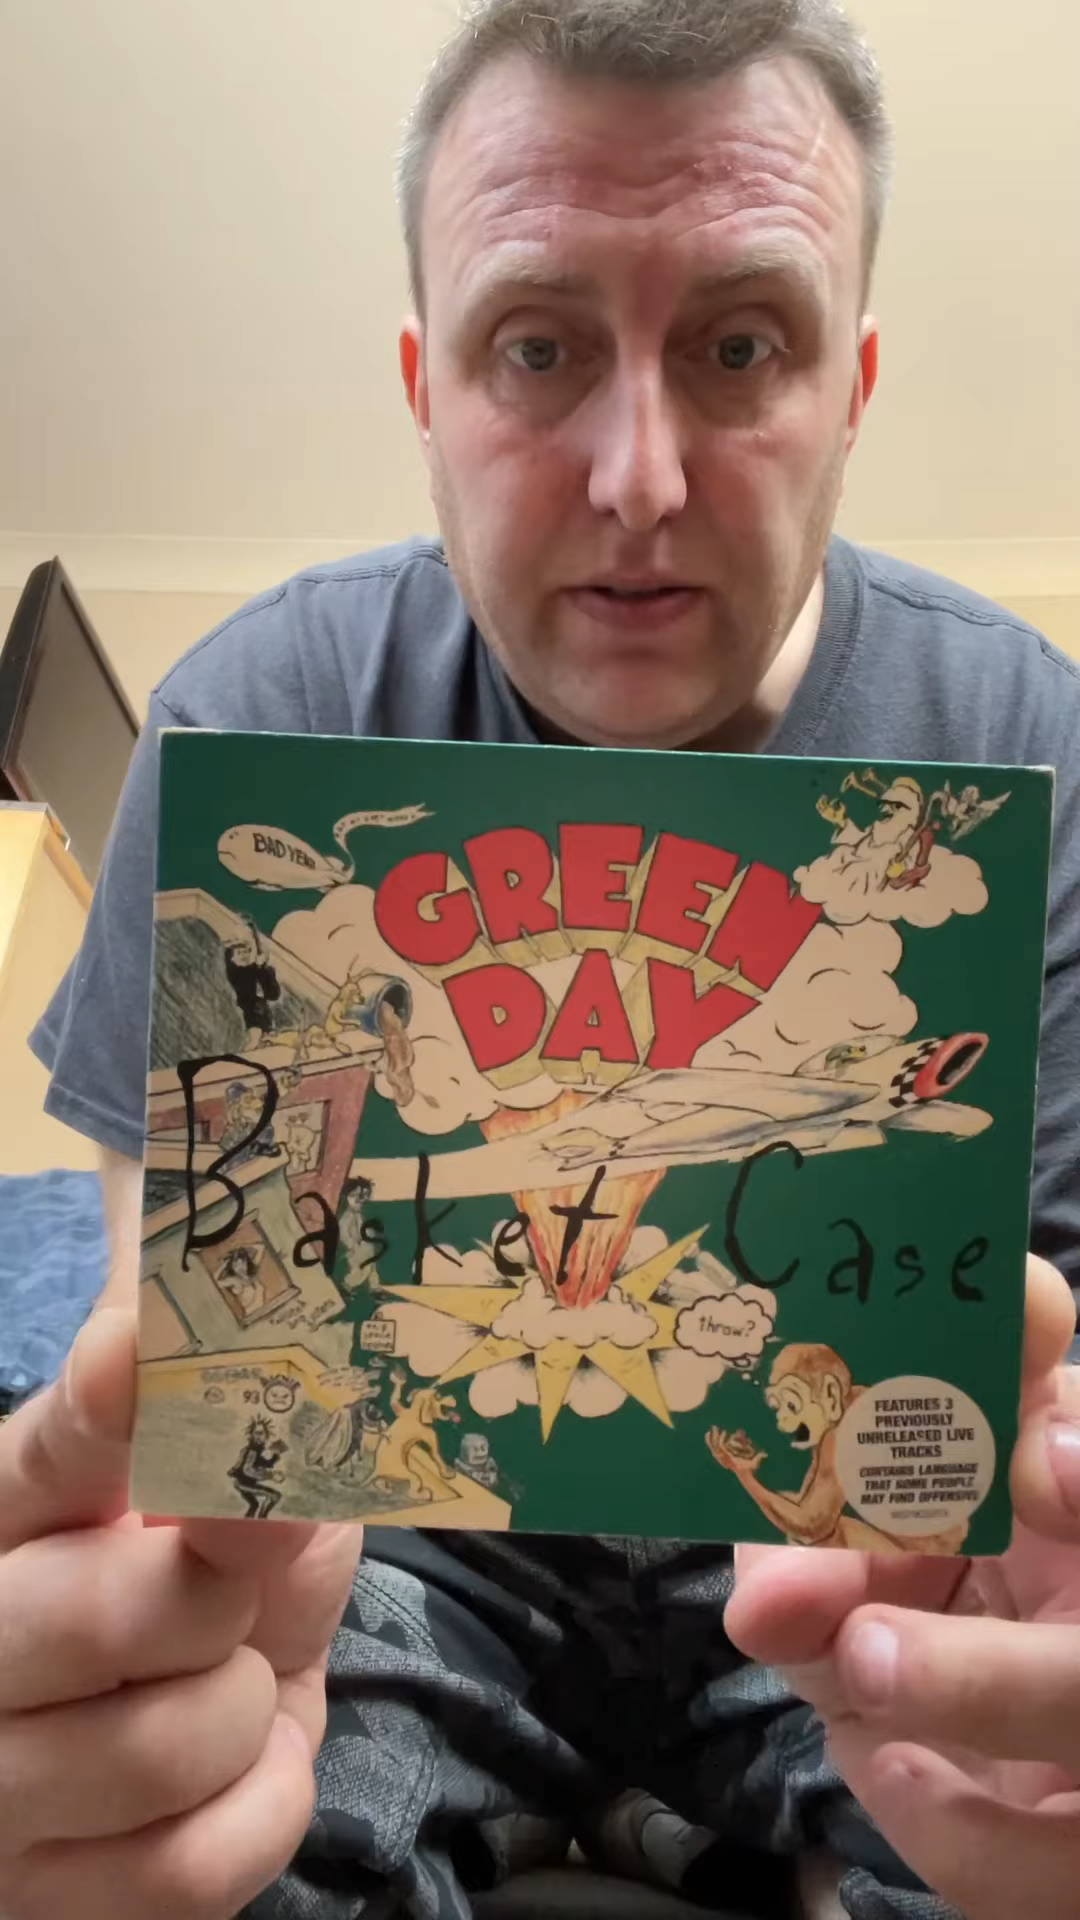 BAD YEAR
GREEN
DAY
Basket Case
throw?
93
FEATURES 3
PREVIOUSLY
UNRELEASED LIVE
TRACKS
CONTAINS LANGUAGE
THAT SOME PEOPLE
MAY FIND OFFENSIVE